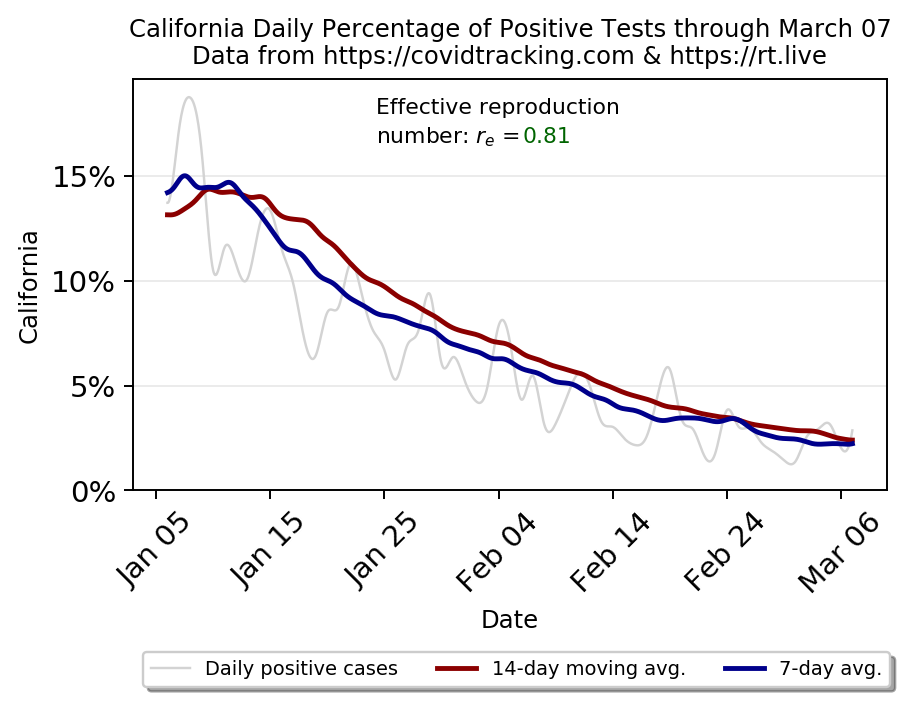 California Daily Percentage of Positive Tests through March 07
Data from https://covidtracking.com & https://rt.live
Effective reproduction
number: rₑ =0.81
15%
10%
5%
0%
California
Jan 05
Jan 15
Jan 25
Feb 04
Feb 14
Feb 24
Mar 06
Date
Daily positive cases
14-day moving avg.
7-day avg.